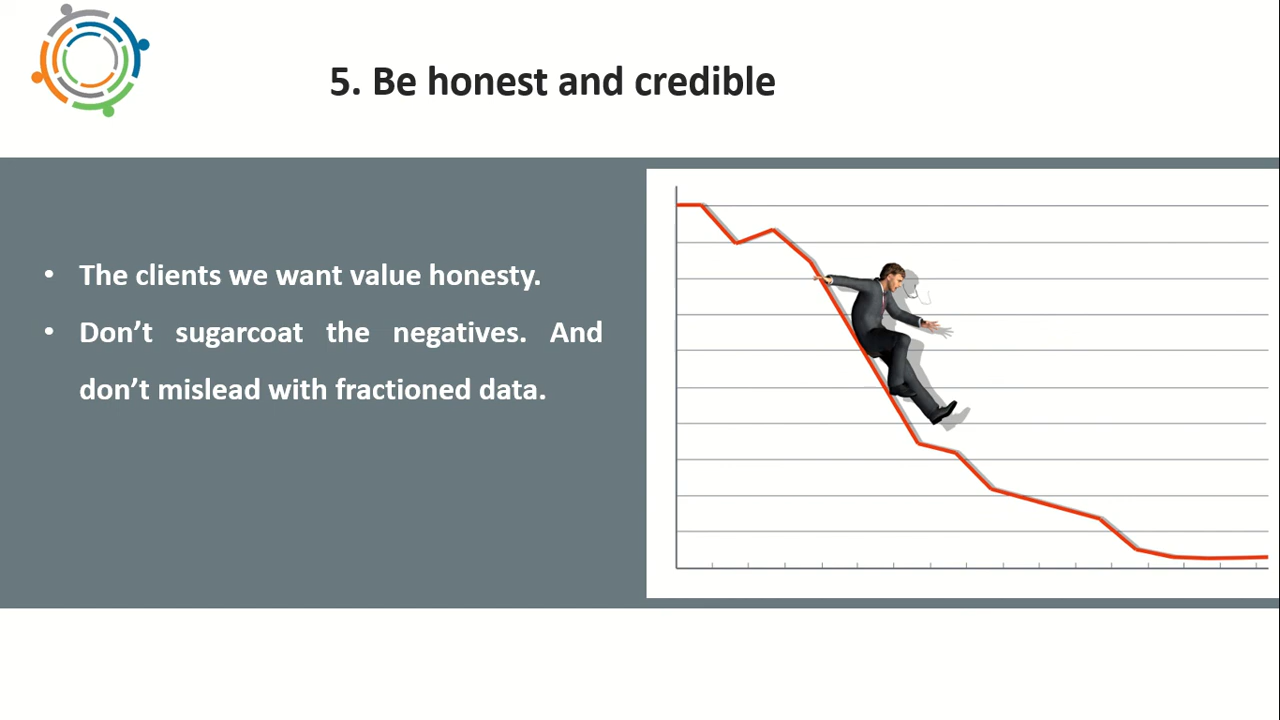 5. Be honest and credible
• The clients we want value honesty.
• Don’t sugarcoat the negatives. And
don’t mislead with fractioned data.